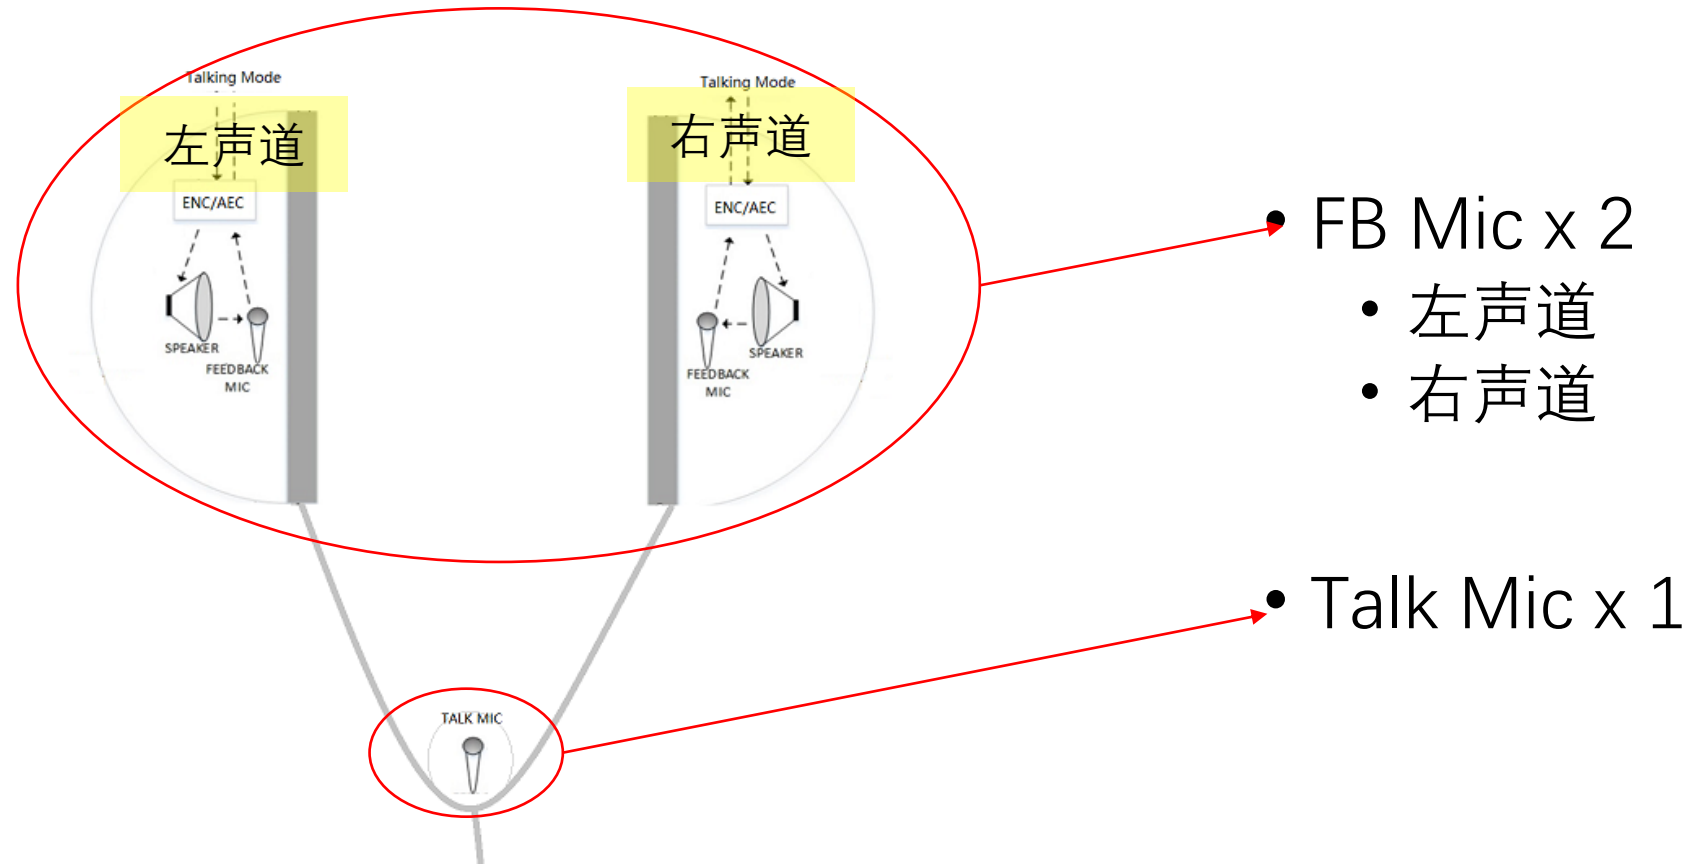 Talking Mode
左声道
ENC/AEC
SPEAKER
FEEDBACK
MIC
Talking Mode
右声道
ENC/AEC
SPEAKER
FEEDBACK
MIC
TALK MIC
• FB Mic x 2
• 左声道
• 右声道
• Talk Mic x 1